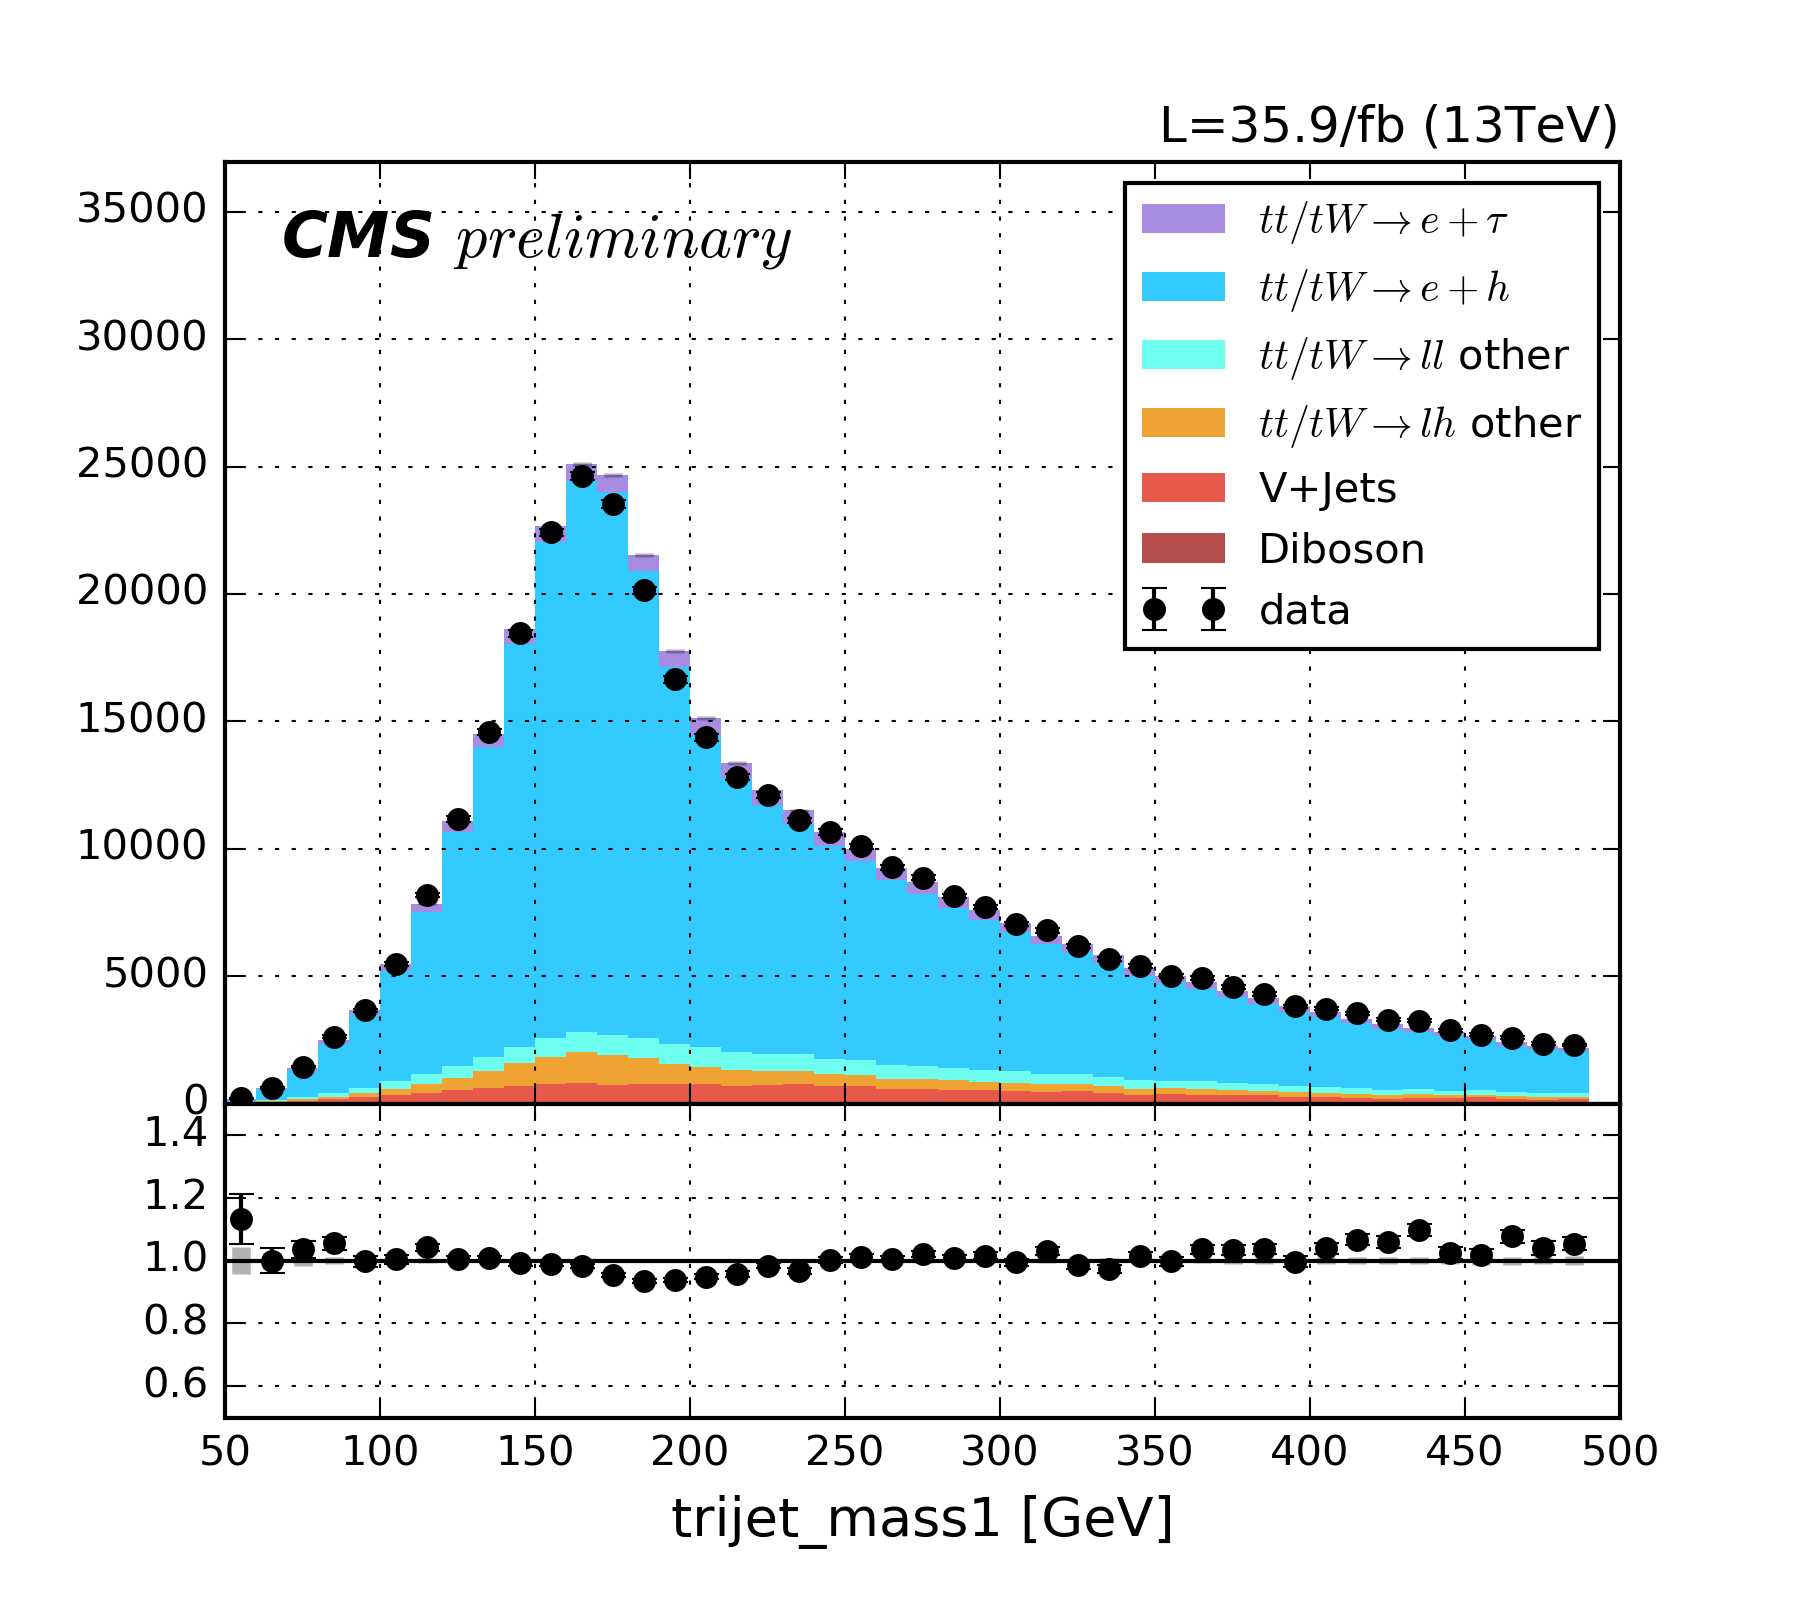 L=35.9/fb (13TeV)
CMS preliminary
35000
30000
25000
20000
15000
10000
5000
0
tt/tW→e+τ
tt/tW→e+h
tt/tW→ll other
tt/tW→lh other
V+Jets
Diboson
data
1.4
1.2
1.0
0.8
0.6
50 100 150 200 250 300 350 400 450 500
trijet_mass1 [GeV]